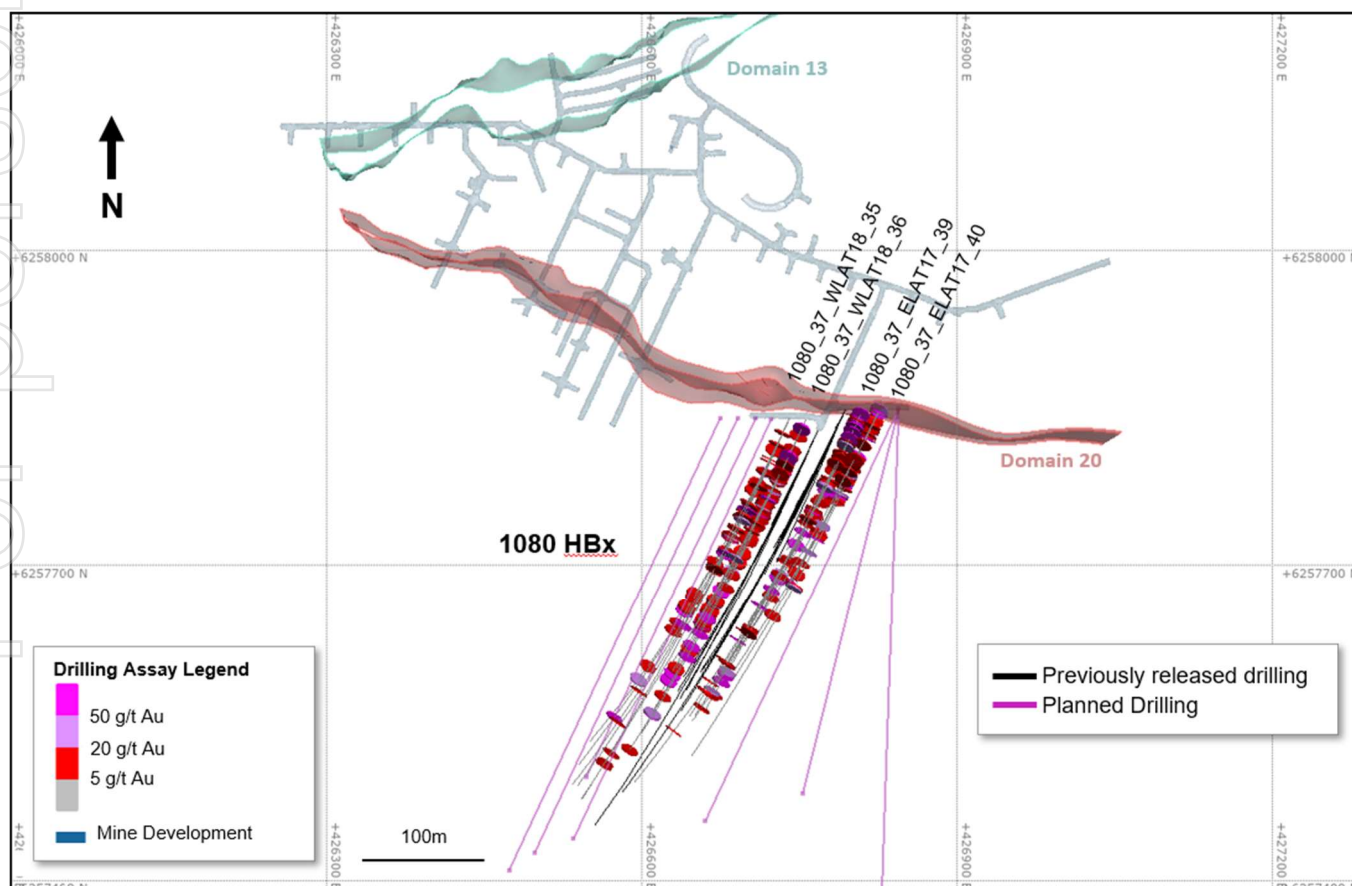 +426300 E
+426600 E
+426900 E
+427200 E
Domain 13
N
1080_37_WLAT18_35
1080_37_WLAT18_36
1080_37_ELAT17_39
1080_37_ELAT17_40
+6258000 N
+6258000 N
Domain 20
1080 HBx
+6257700 N
+6257700 N
Drilling Assay Legend
50 g/t Au
20 g/t Au
5 g/t Au
Mine Development
Previously released drilling
Planned Drilling
100m
+426300 E
+426600 E
+426900 E
+427200 E